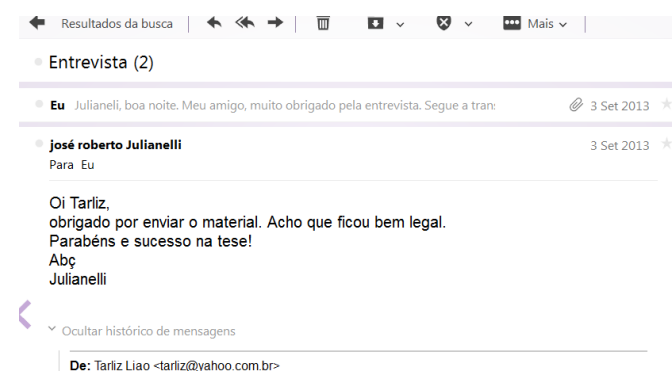 Resultados da busca Mais
Entrevista (2)
Eu Julianeli, boa noite. Meu amigo, muito obrigado pela entrevista. Segue a tran: 3 Set 2013
josé roberto Julianelli 3 Set 2013
Para Eu
Oi Tarliz,
obrigado por enviar o material. Acho que ficou bem legal.
Parabéns e sucesso na tese!
Abç
Julianelli
Ocultar histórico de mensagens
De: Tarliz Liao <tarliz@yahoo.com.br>